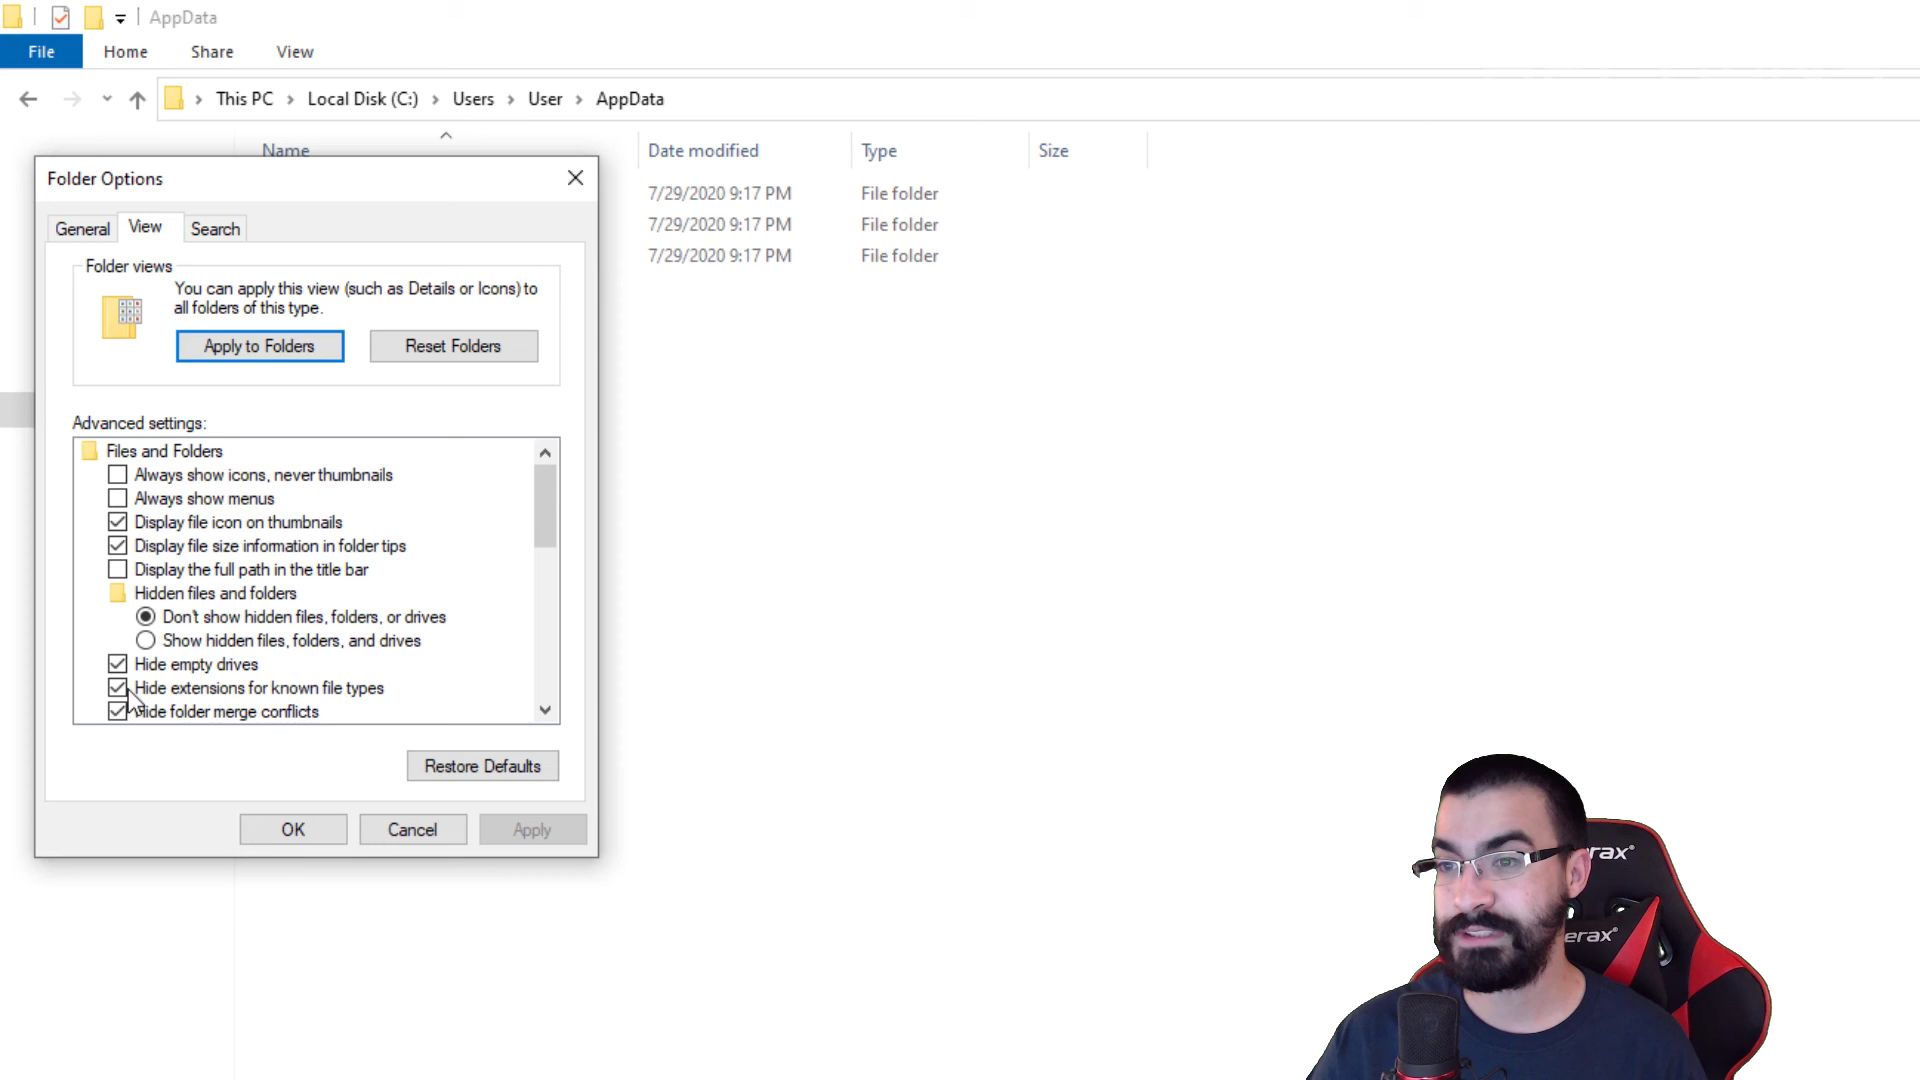 AppData
File Home Share View
This PC > Local Disk (C:) > Users > User > AppData
Name Date modified Type Size
7/29/2020 9:17 PM File folder
7/29/2020 9:17 PM File folder
7/29/2020 9:17 PM File folder
Folder Options
General View Search
Folder views
You can apply this view (such as Details or Icons) to
all folders of this type.
Apply to Folders Reset Folders
Advanced settings:
Files and Folders
Always show icons, never thumbnails
Always show menus
Display file icon on thumbnails
Display file size information in folder tips
Display the full path in the title bar
Hidden files and folders
Don't show hidden files, folders, or drives
Show hidden files, folders, and drives
Hide empty drives
Hide extensions for known file types
Hide folder merge conflicts
Restore Defaults
OK Cancel Apply
rax®
erax®